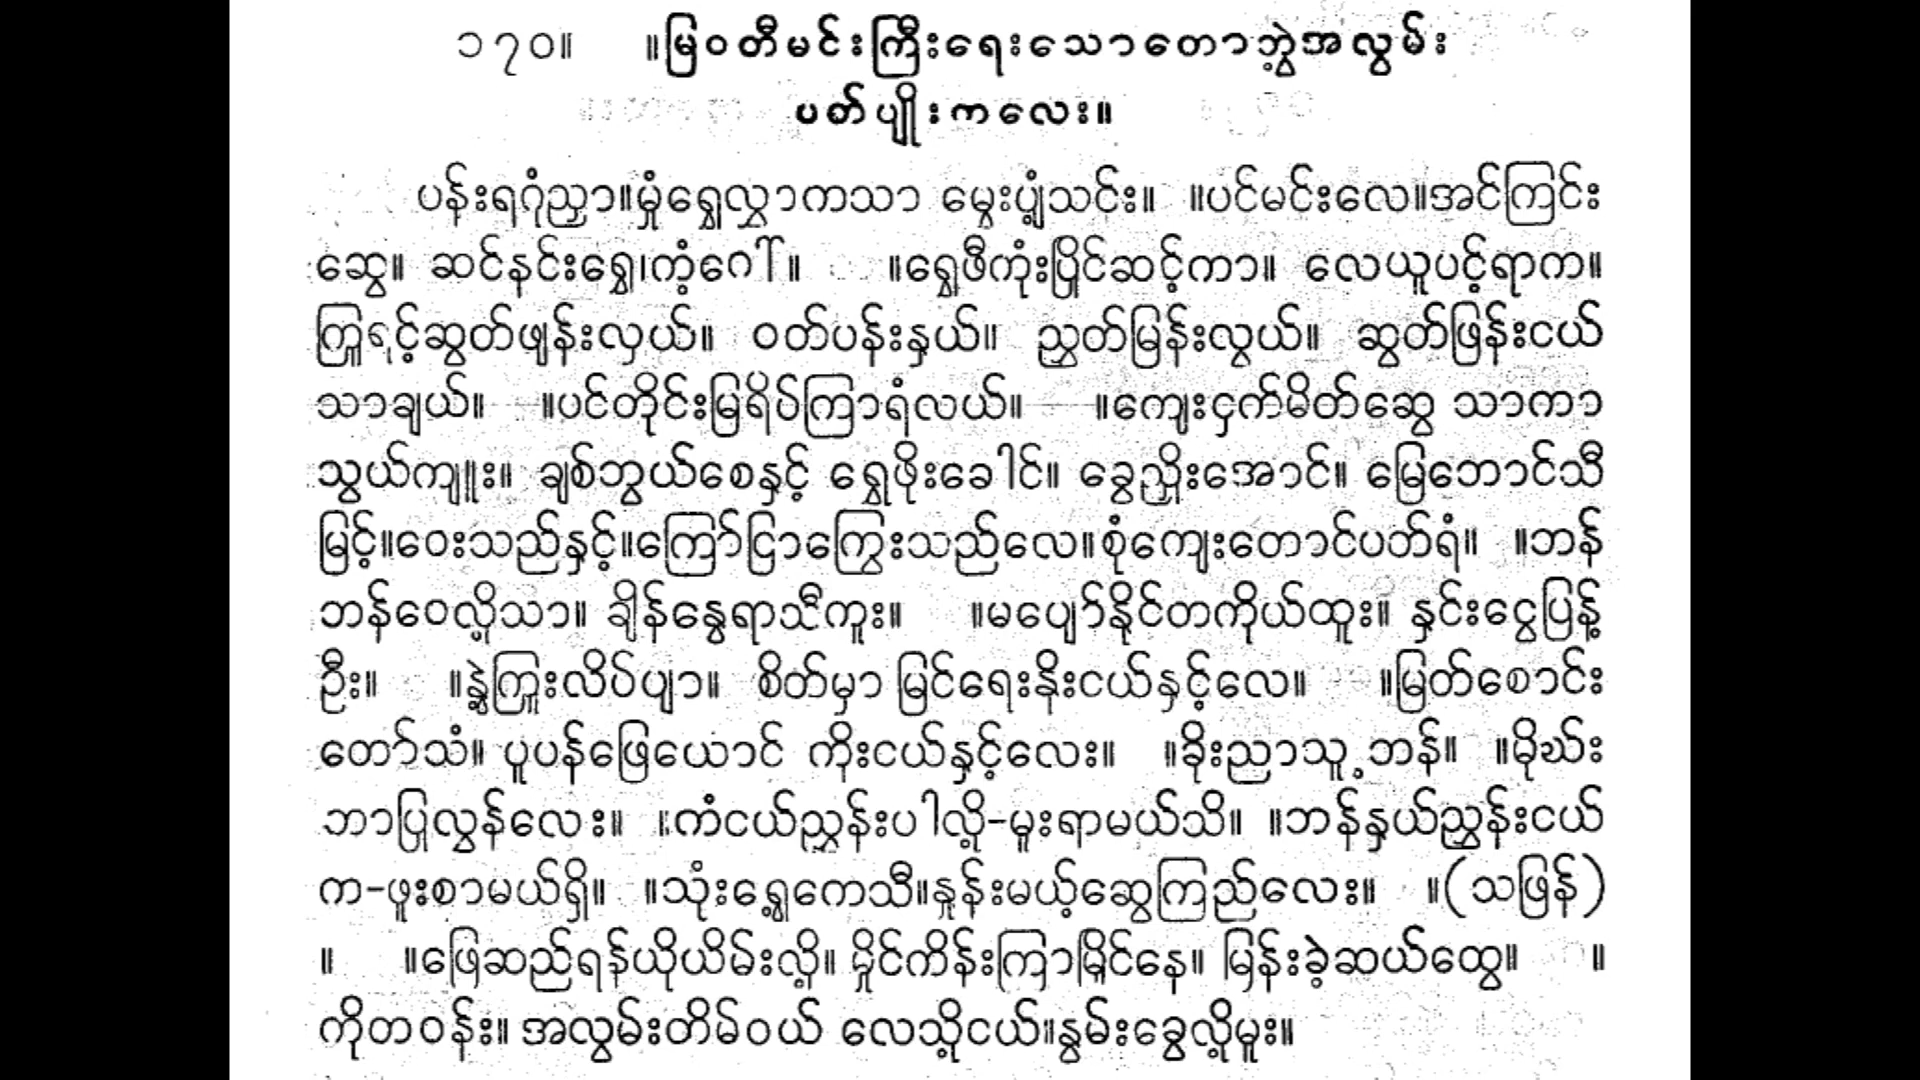 ၁၇၀။ ။မြဝတီမင်းကြီးရေးသောတောဘွဲ့အလွမ်း
ပတ်ပျိုးကလေး။
ပန်းရဂုံညှာ။မှုံရွှေလွှာကသာ မွှေးပျံ့သင်း။ ။ပင်မင်းလေ။အင်ကြင်း
ဆွေ။ ဆင်နင်းရွှေ၊ကံ့ဂေါ်။ ။ရွှေဖီကုံးပြိုင်ဆင့်ကာ။ လေယူပင့်ရာက။
ကြူရင့်ဆွတ်ဖျန်းလှယ်။ ဝတ်ပန်းနှယ်။ ညွှတ်မြန်းလွယ်။ ဆွတ်ဖြန်းငယ်
သာချယ်။ ။ပင်တိုင်းမြရိပ်ကြာရံလယ်။ ။ကျေးငှက်မိတ်ဆွေ သာကာ
သွယ်ကျူး။ ချစ်ဘွယ်စေနှင့် ရွှေဖိုးခေါင်။ ခွေညှိုးအောင်။ မြေဘောင်သီ
မြင့်။ဝေးသည်နှင့်။ကြော်ငြာကြွေးသည်လေ။စုံကျေးတောင်ပတ်ရံ။ ။ဘန်
ဘန်ဝေလို့သာ။ ချိန်နွေရာသီကူး။ ။မပျော်နိုင်တကိုယ်ထူး။ နှင်းငွေပြန့်
ဦး။ ။နွဲ့ကြူးလိပ်ပျာ။ စိတ်မှာ မြင်ရေးနိုးငယ်နှင့်လေ။ ။မြတ်စောင်း
တော်သံ။ ပူပန်ဖြေယောင် ကိုးငယ်နှင့်လေး။ ။ခိုးညာသူ့ဘန်။ ။မိုဃ်း
ဘာပြုလွန်လေး။ ။ကံငယ်ညွှန်းပါလို့-မူးရာမယ်သိ။ ။ဘန်နှယ်ညွှန်းငယ်
က-ဖူးစာမယ်ရှိ။ ။သုံးရွှေ့ကေသီ။နှုန်းမယ့်ဆွေကြည်လေး။ ။(သဖြန်)
။ ။ဖြေဆည်ရန်ယိုယိမ်းလို့။ မှိုင်ကိန်းကြာမြိုင်နေ။ မြန်းခဲ့ဆယ်ထွေ။ ။
ကိုတဝန်း။ အလွမ်းတိမ်ဝယ် လေသို့ငယ်။နွမ်းခွေလို့မူး။